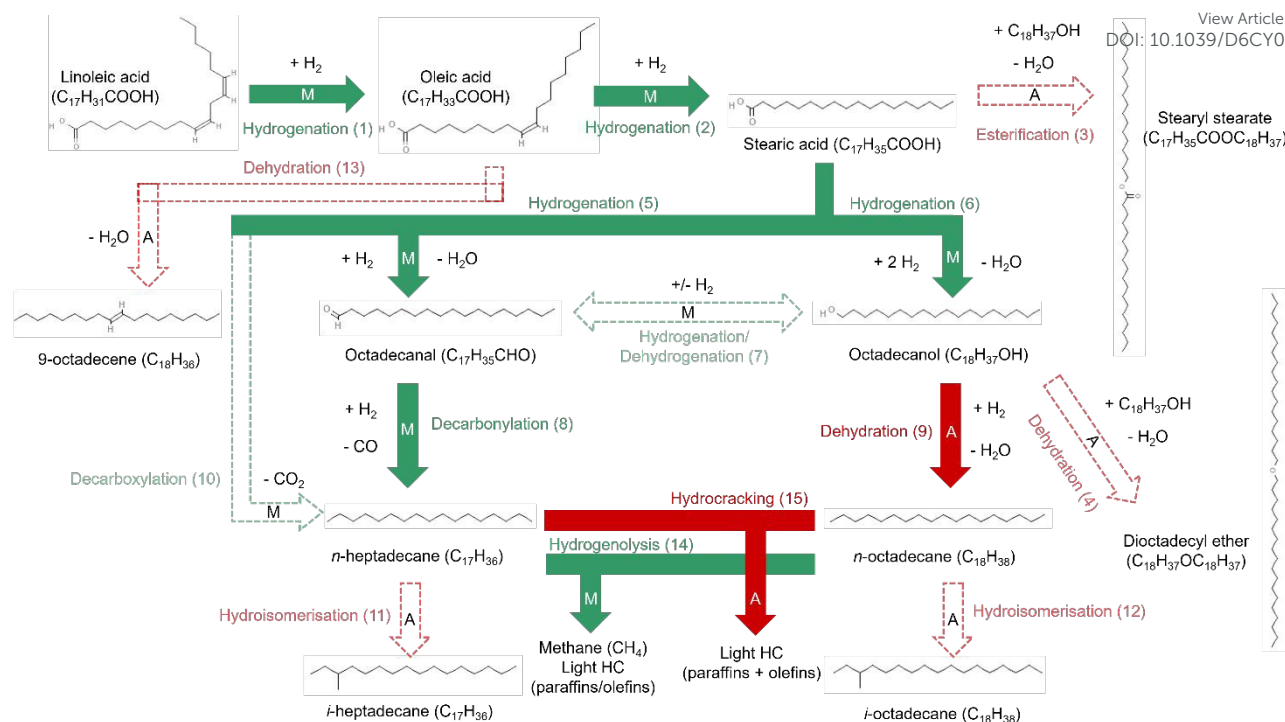 View Article
DOI: 10.1039/D6CY0
Linoleic acid
(C₁₇H₃₁COOH)
+ H₂
M
Hydrogenation (1)
Oleic acid
(C₁₇H₃₃COOH)
+ H₂
M
Hydrogenation (2)
Stearic acid (C₁₇H₃₅COOH)
+ C₁₈H₃₇OH
- H₂O
A
Esterification (3)
Stearyl stearate
(C₁₇H₃₅COOC₁₈H₃₇)
Dehydration (13)
- H₂O
A
9-octadecene (C₁₈H₃₆)
Hydrogenation (5)
Hydrogenation (6)
+ H₂
M
- H₂O
+ 2 H₂
M
- H₂O
+/- H₂
M
Hydrogenation/
Dehydrogenation (7)
Octadecanal (C₁₇H₃₅CHO)
Octadecanol (C₁₈H₃₇OH)
+ H₂
- CO
M
Decarbonylation (8)
Dehydration (9)
A
+ H₂
- H₂O
+ C₁₈H₃₇OH
- H₂O
A
Dehydration (4)
Dioctadecyl ether
(C₁₈H₃₇OC₁₈H₃₇)
Decarboxylation (10)
- CO₂
M
n-heptadecane (C₁₇H₃₆)
Hydrocracking (15)
Hydrogenolysis (14)
n-octadecane (C₁₈H₃₈)
Hydroisomerisation (11)
A
M
Methane (CH₄)
Light HC
(paraffins/olefins)
A
Light HC
(paraffins + olefins)
A
Hydroisomerisation (12)
i-heptadecane (C₁₇H₃₆)
i-octadecane (C₁₈H₃₈)
HO
O
H
H
H
H
HO
O
H
H
HO
O
O
O
H
H
O
H
HO
O